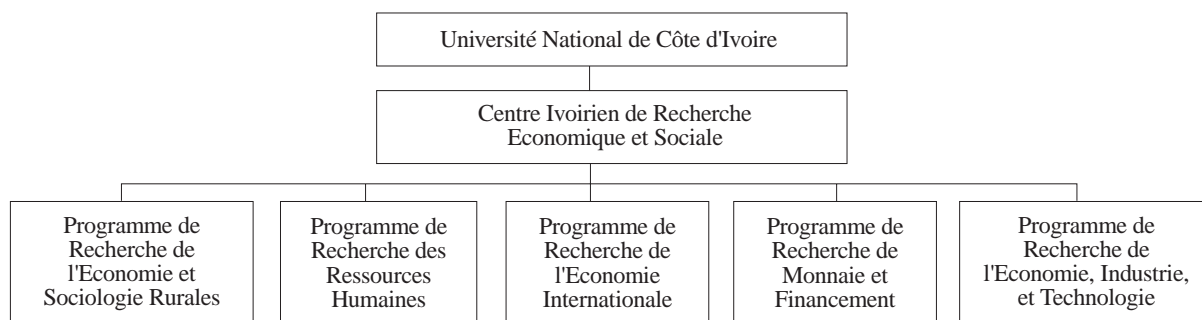 Université National de Côte d'Ivoire
Centre Ivoirien de Recherche
Economique et Sociale
Programme de
Recherche de
l'Economie et
Sociologie Rurales
Programme de
Recherche des
Ressources
Humaines
Programme de
Recherche de
l'Economie
Internationale
Programme de
Recherche de
Monnaie et
Financement
Programme de
Recherche de
l'Economie, Industrie,
et Technologie